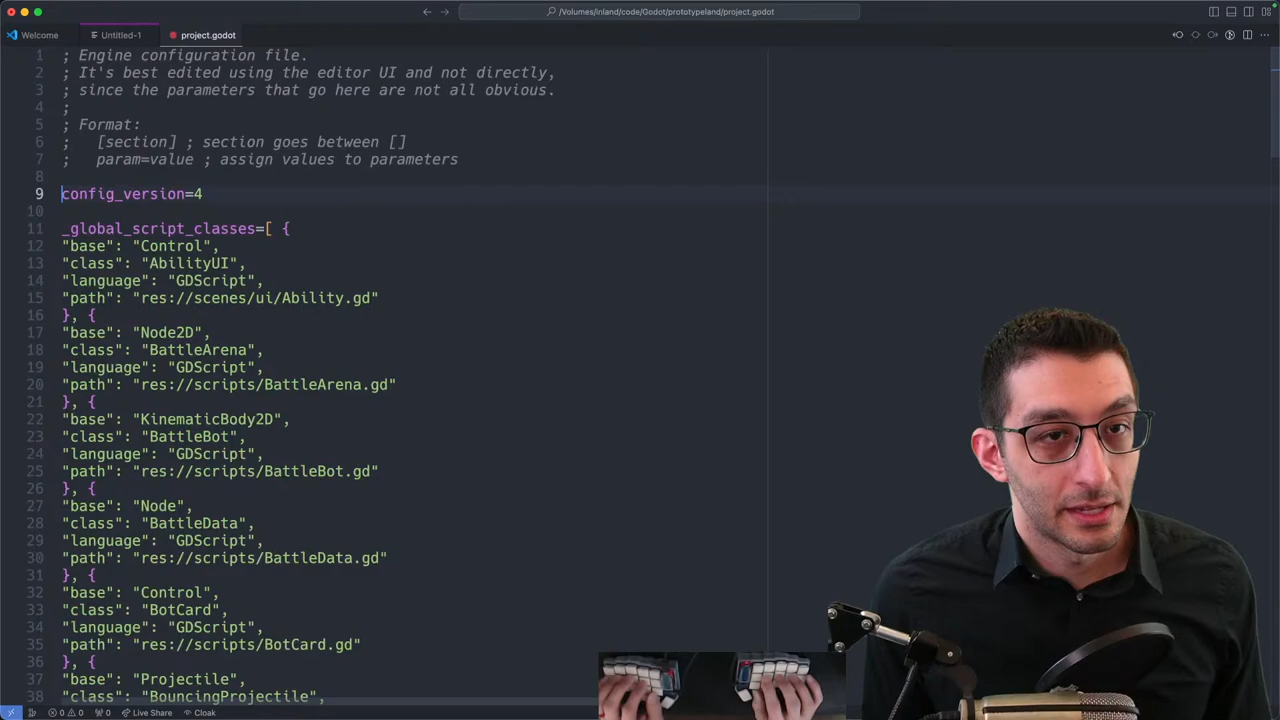 /Volumes/inland/code/Godot/prototypeland/project.godot
Welcome
Untitled-1
project.godot
1 ; Engine configuration file.
2 ; It's best edited using the editor UI and not directly,
3 ; since the parameters that go here are not all obvious.
4 ;
5 ; Format:
6 ;   [section] ; section goes between []
7 ;   param=value ; assign values to parameters
8
9 config_version=4
10
11 _global_script_classes=[ {
12 "base": "Control",
13 "class": "AbilityUI",
14 "language": "GDScript",
15 "path": "res://scenes/ui/Ability.gd"
16 }, {
17 "base": "Node2D",
18 "class": "BattleArena",
19 "language": "GDScript",
20 "path": "res://scripts/BattleArena.gd"
21 }, {
22 "base": "KinematicBody2D",
23 "class": "BattleBot",
24 "language": "GDScript",
25 "path": "res://scripts/BattleBot.gd"
26 }, {
27 "base": "Node",
28 "class": "BattleData",
29 "language": "GDScript",
30 "path": "res://scripts/BattleData.gd"
31 }, {
32 "base": "Control",
33 "class": "BotCard",
34 "language": "GDScript",
35 "path": "res://scripts/BotCard.gd"
36 }, {
37 "base": "Projectile",
38 "class": "BouncingProjectile",
0 0 0 Live Share Cloak